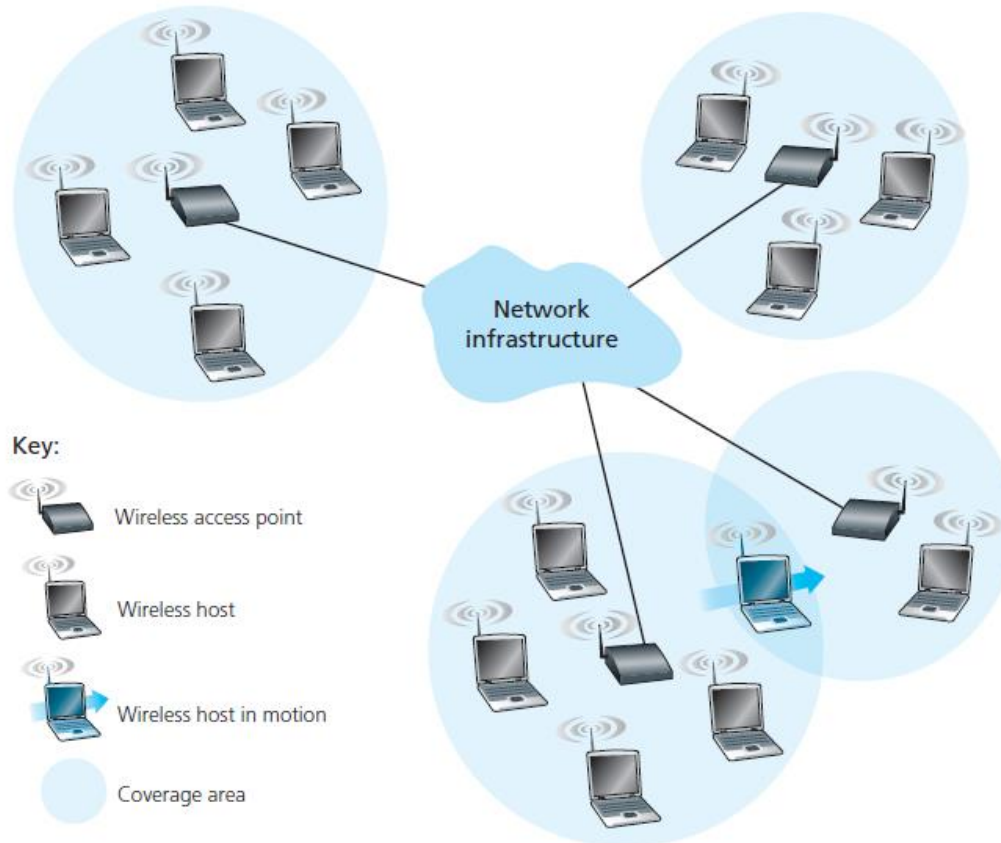 Network
infrastructure
Key:
Wireless access point
Wireless host
Wireless host in motion
Coverage area